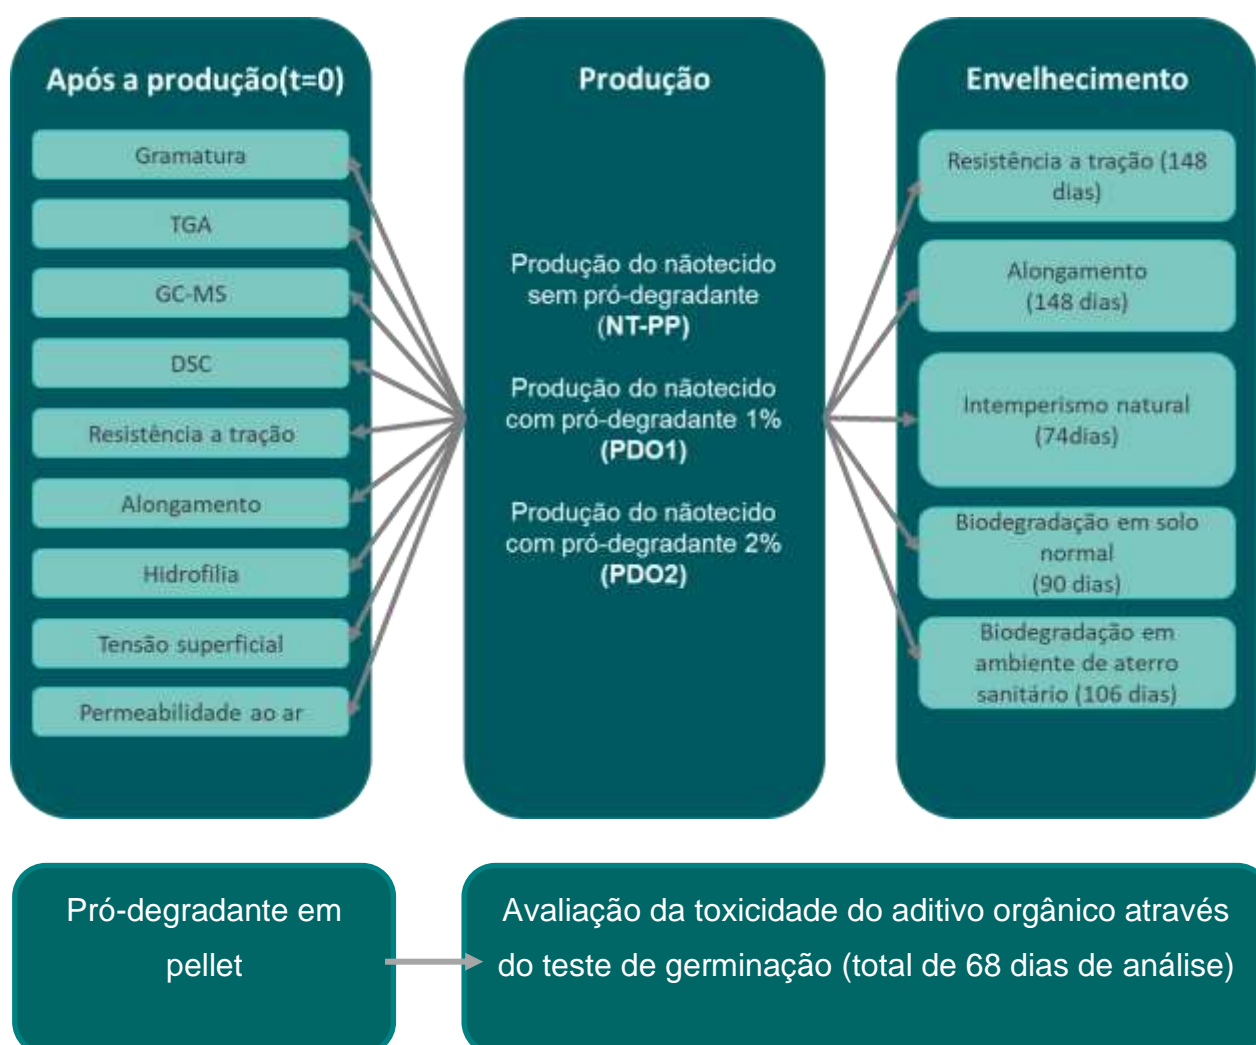 Após a produção(t=0)
Gramatura
TGA
GC-MS
DSC
Resistência a tração
Alongamento
Hidrofilia
Tensão superficial
Permeabilidade ao ar
Produção
Produção do nãotecido
sem pró-degradante
(NT-PP)
Produção do nãotecido
com pró-degradante 1%
(PDO1)
Produção do nãotecido
com pró-degradante 2%
(PDO2)
Envelhecimento
Resistência a tração (148
dias)
Alongamento
(148 dias)
Intemperismo natural
(74dias)
Biodegradação em solo
normal
(90 dias)
Biodegradação em
ambiente de aterro
sanitário (106 dias)
Pró-degradante em
pellet
Avaliação da toxicidade do aditivo orgânico através
do teste de germinação (total de 68 dias de análise)